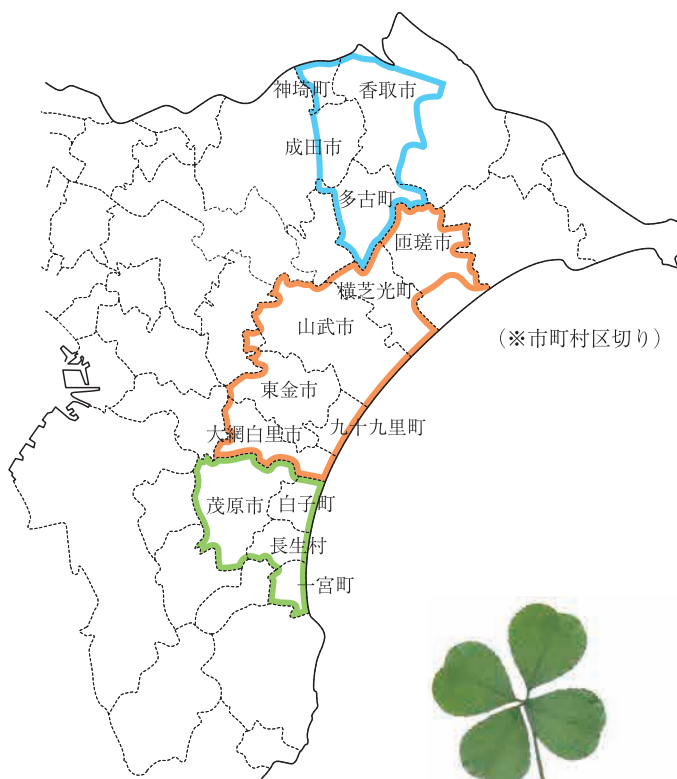 神埼町
香取市
成田市
多古町
匝瑳市
横芝光町
山武市
(※市町村区切り)
東金市
大網白里市
九十九里町
茂原市
白子町
長生村
一宮町